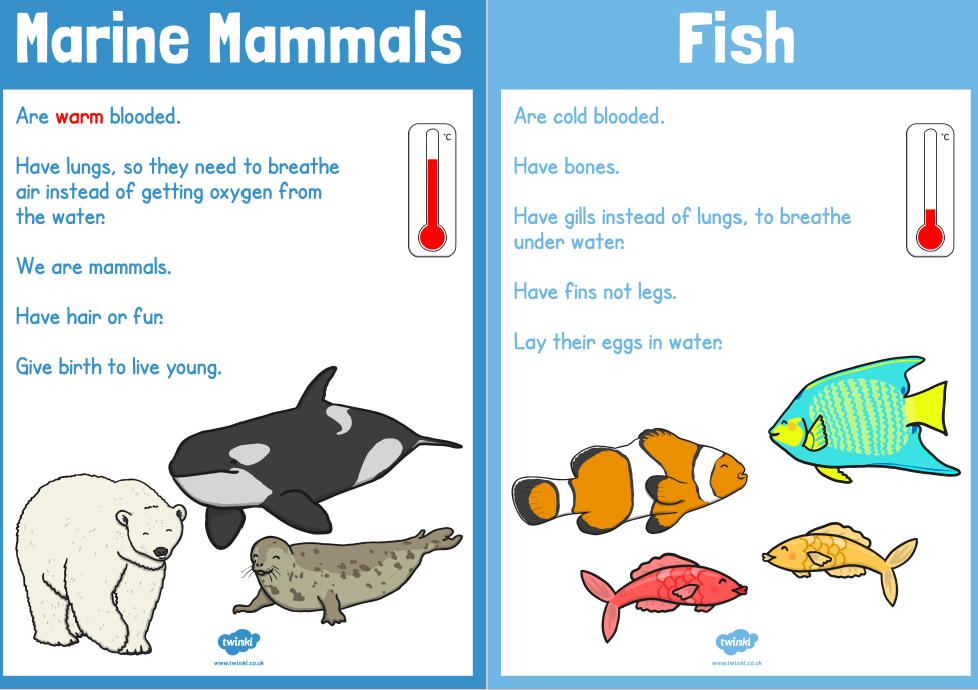 Marine Mammals
Are warm blooded.
°C
Have lungs, so they need to breathe
air instead of getting oxygen from
the water.
We are mammals.
Have hair or fur.
Give birth to live young.
twinkl
www.twinkl.co.uk
Fish
Are cold blooded.
°C
Have bones.
Have gills instead of lungs, to breathe
under water.
Have fins not legs.
Lay their eggs in water.
twinkl
www.twinkl.co.uk